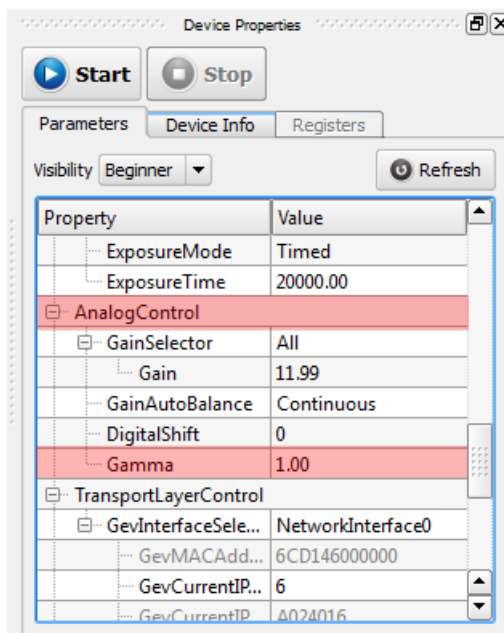 Device Properties
Start Stop
Parameters Device Info Registers
Visibility Beginner Refresh
Property Value
ExposureMode Timed
ExposureTime 20000.00
AnalogControl
GainSelector All
Gain 11.99
GainAutoBalance Continuous
DigitalShift 0
Gamma 1.00
TransportLayerControl
GevInterfaceSele... NetworkInterface0
GevMACAdd... 6CD146000000
GevCurrentIP... 6
GevCurrentIP A024016